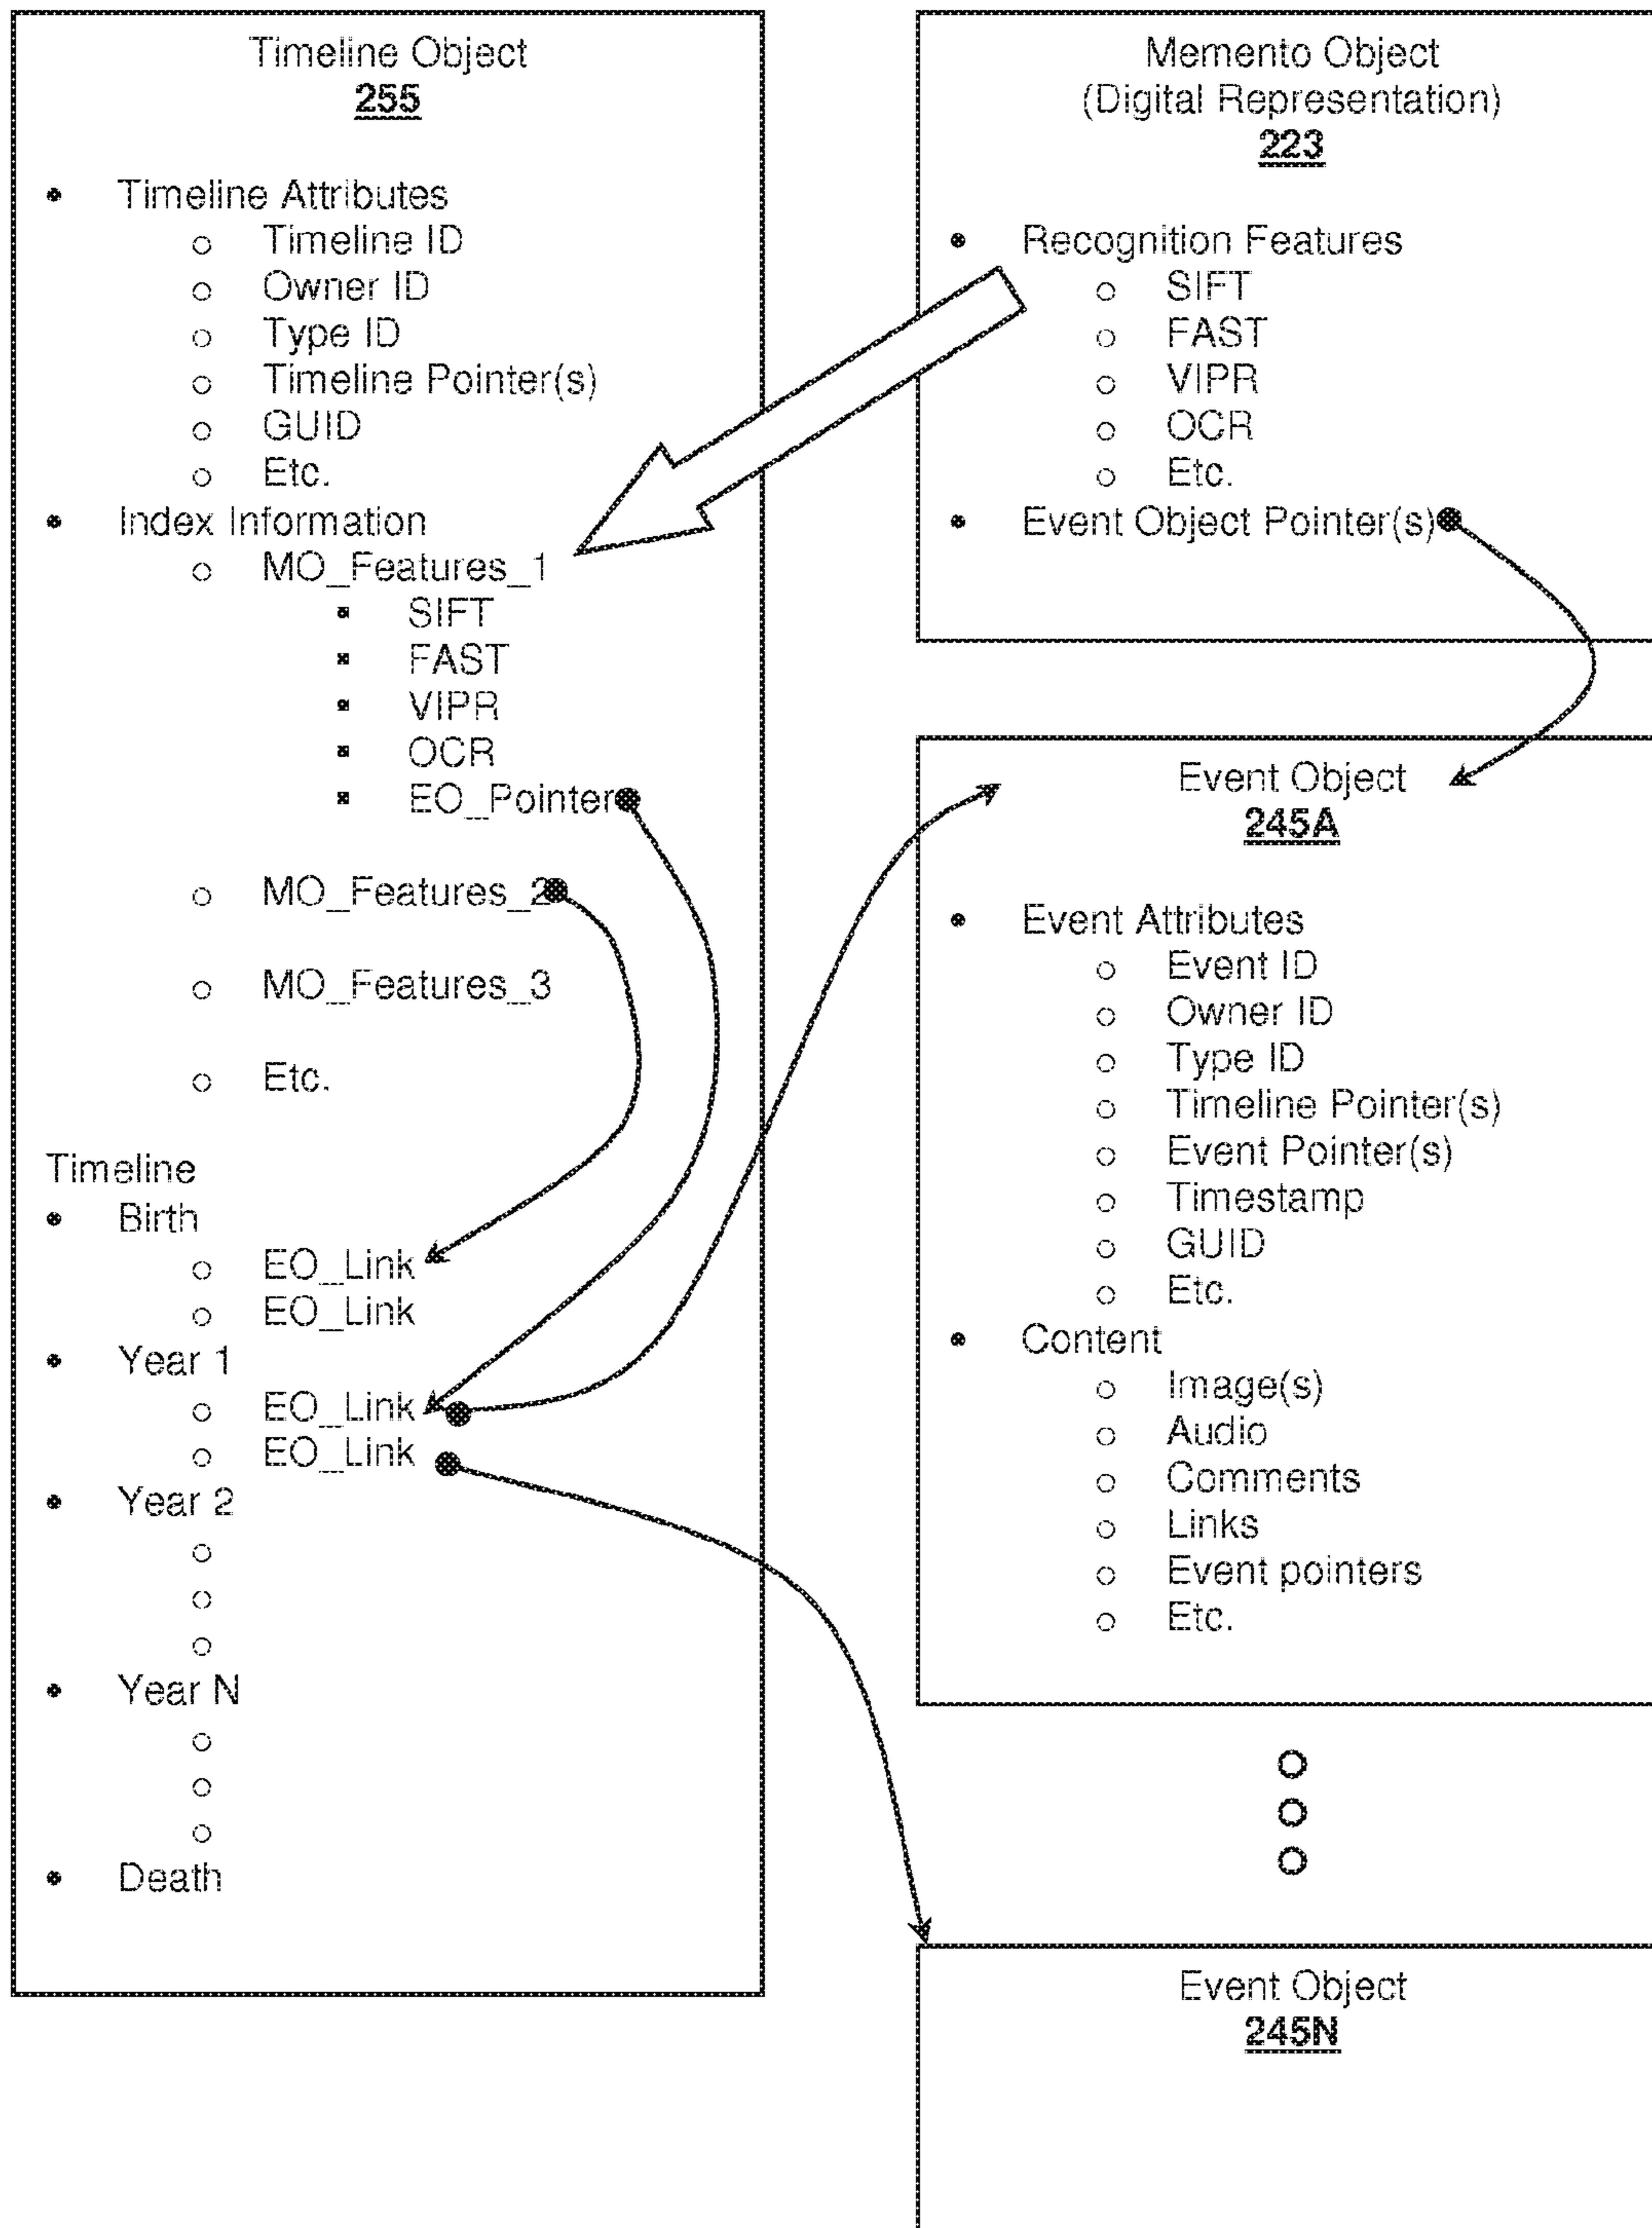 Timeline Object
255
Timeline Attributes
Timeline ID
Owner ID
Type ID
Timeline Pointer(s)
GUID
Etc.
Index Information
MO_Features_1
SIFT
FAST
VIPR
OCR
EO_Pointer
MO_Features_2
MO_Features_3
Etc.
Timeline
Birth
EO_Link
EO_Link
Year 1
EO_Link
EO_Link
Year 2
Year N
Death
Memento Object
(Digital Representation)
223
Recognition Features
SIFT
FAST
VIPR
OCR
Etc.
Event Object Pointer(s)
Event Object
245A
Event Attributes
Event ID
Owner ID
Type ID
Timeline Pointer(s)
Event Pointer(s)
Timestamp
GUID
Etc.
Content
Image(s)
Audio
Comments
Links
Event pointers
Etc.
Event Object
245N